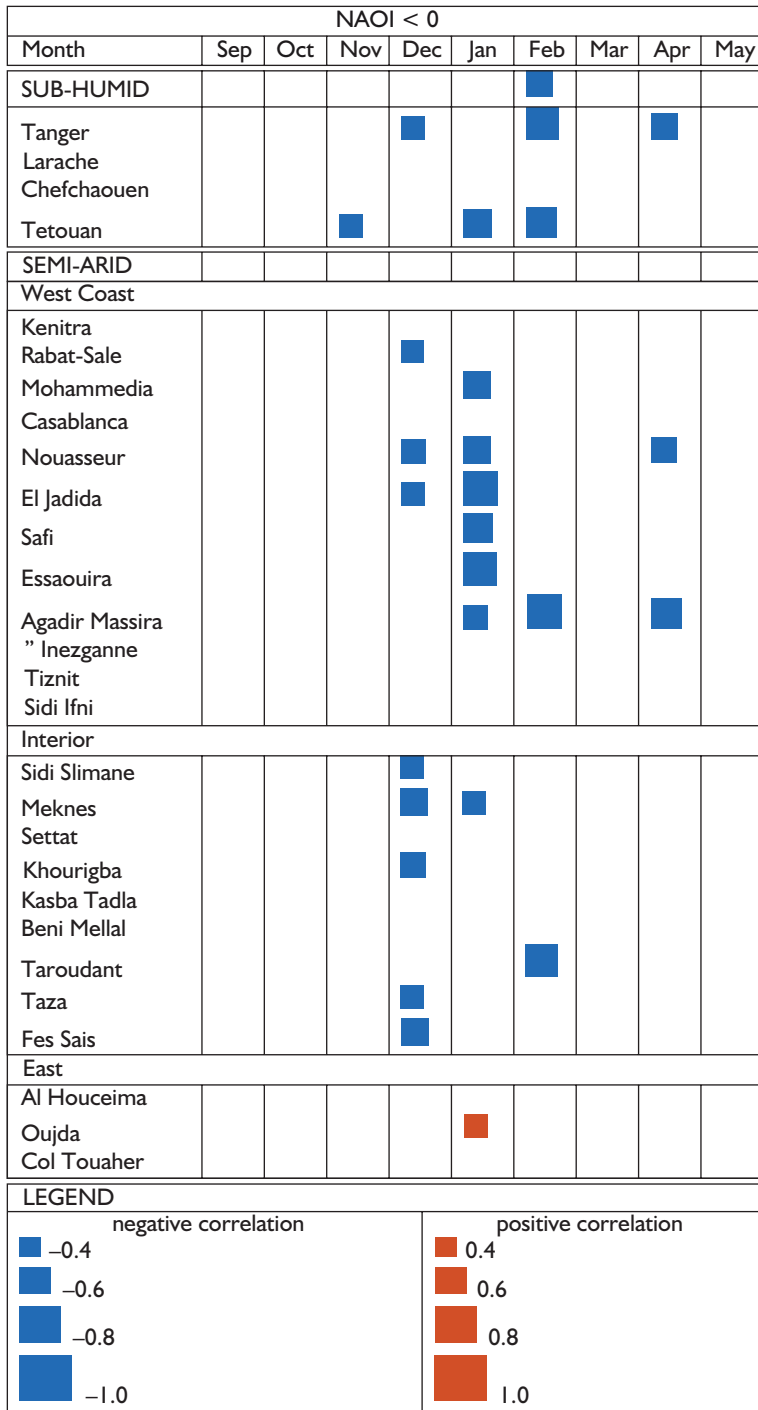 NAOI < 0
Month Sep Oct Nov Dec Jan Feb Mar Apr May
SUB-HUMID
Tanger
Larache
Chefchaouen
Tetouan
SEMI-ARID
West Coast
Kenitra
Rabat-Sale
Mohammedia
Casablanca
Nouasseur
El Jadida
Safi
Essaouira
Agadir Massira
” Inezganne
Tiznit
Sidi Ifni
Interior
Sidi Slimane
Meknes
Settat
Khourigba
Kasba Tadla
Beni Mellal
Taroudant
Taza
Fes Sais
East
Al Houceima
Oujda
Col Touaher
LEGEND
negative correlation
–0.4
–0.6
–0.8
–1.0
positive correlation
0.4
0.6
0.8
1.0